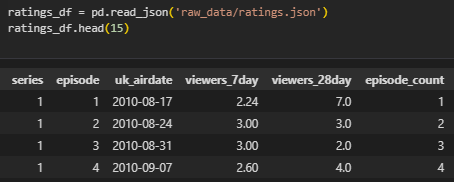 ratings_df = pd.read_json('raw_data/ratings.json')
ratings_df.head(15)
series episode uk_airdate viewers_7day viewers_28day episode_count
1 1 2010-08-17 2.24 7.0 1
1 2 2010-08-24 3.00 3.0 2
1 3 2010-08-31 3.00 2.0 3
1 4 2010-09-07 2.60 4.0 4